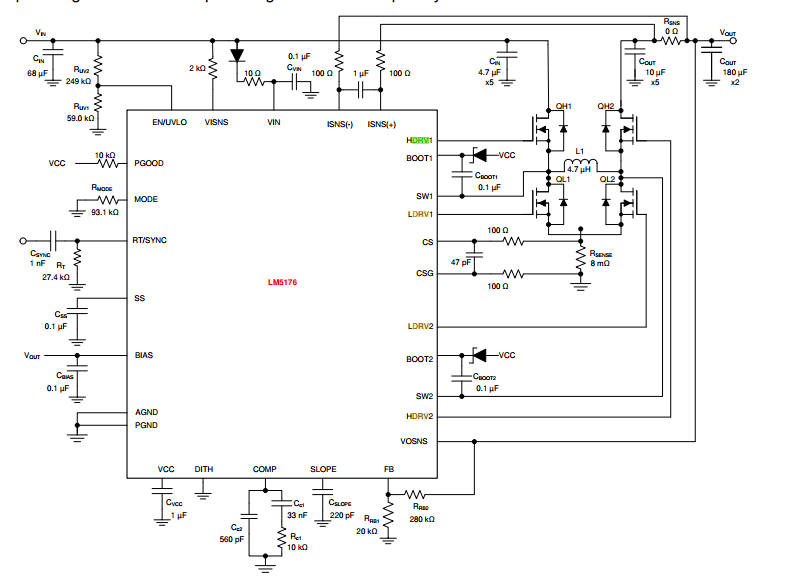 V_IN
C_IN
68 µF
R_UV2
249 kΩ
R_UV1
59.0 kΩ
2 kΩ
10 Ω
0.1 µF
C_VIN
100 Ω
1 µF
100 Ω
C_IN
4.7 µF
x5
R_SNS
0 Ω
V_OUT
C_OUT
10 µF
x5
C_OUT
180 µF
x2
EN/UVLO
VISNS
VIN
ISNS(-)
ISNS(+)
QH1
QH2
HDRV1
BOOT1
VCC
C_BOOT1
0.1 µF
SW1
LDRV1
L1
4.7 µH
QL1
QL2
VCC
10 kΩ
PGOOD
R_MODE
93.1 kΩ
MODE
RT/SYNC
C_SYNC
1 nF
R_T
27.4 kΩ
LM5176
CS
100 Ω
47 pF
CSG
100 Ω
R_SENSE
8 mΩ
SS
C_SS
0.1 µF
LDRV2
V_OUT
BIAS
C_BIAS
0.1 µF
BOOT2
VCC
C_BOOT2
0.1 µF
SW2
HDRV2
AGND
PGND
VOSNS
VCC
DITH
COMP
SLOPE
FB
C_VCC
1 µF
C_c2
560 pF
C_c1
33 nF
R_c1
10 kΩ
C_SLOPE
220 pF
R_RB1
20 kΩ
R_RB2
280 kΩ